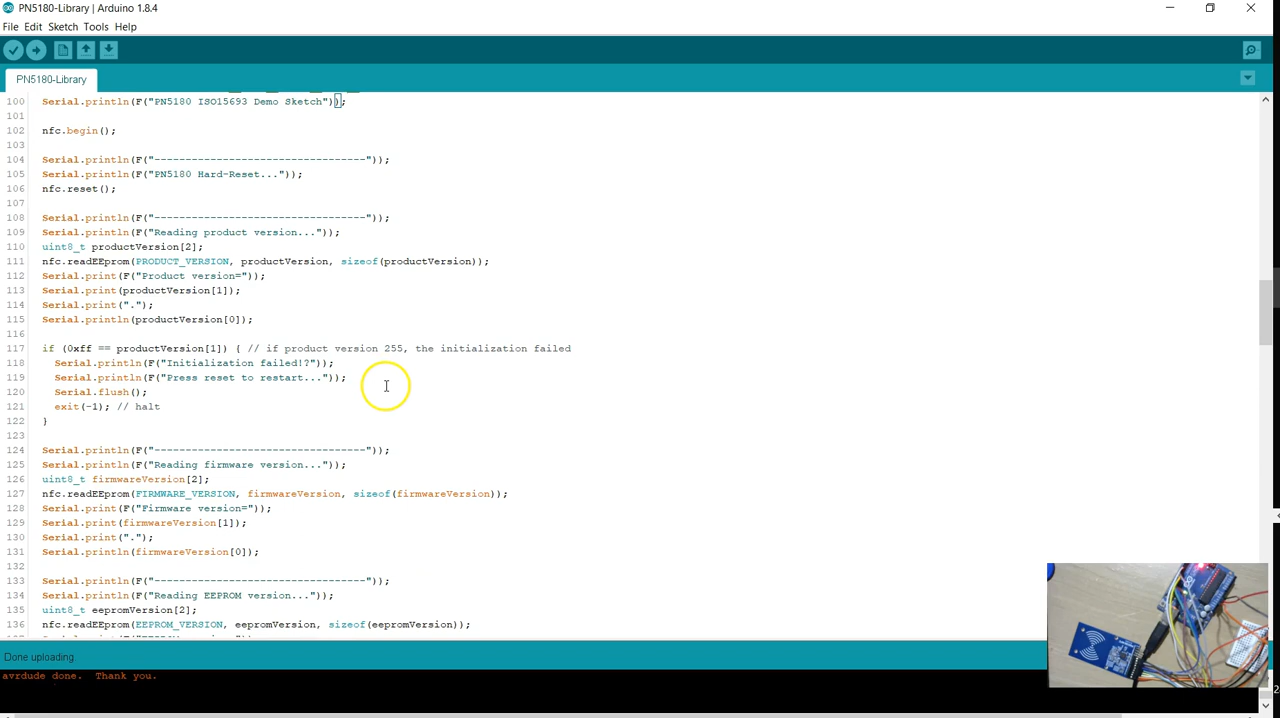 PN5180-Library | Arduino 1.8.4
File Edit Sketch Tools Help
PN5180-Library
100 Serial.println(F("PN5180 ISO15693 Demo Sketch"));
101
102 nfc.begin();
103
104 Serial.println(F("----------------------------------"));
105 Serial.println(F("PN5180 Hard-Reset..."));
106 nfc.reset();
107
108 Serial.println(F("----------------------------------"));
109 Serial.println(F("Reading product version..."));
110 uint8_t productVersion[2];
111 nfc.readEEprom(PRODUCT_VERSION, productVersion, sizeof(productVersion));
112 Serial.print(F("Product version="));
113 Serial.print(productVersion[1]);
114 Serial.print(".");
115 Serial.println(productVersion[0]);
116
117 if (0xff == productVersion[1]) { // if product version 255, the initialization failed
118 Serial.println(F("Initialization failed!?"));
119 Serial.println(F("Press reset to restart..."));
120 Serial.flush();
121 exit(-1); // halt
122 }
123
124 Serial.println(F("----------------------------------"));
125 Serial.println(F("Reading firmware version..."));
126 uint8_t firmwareVersion[2];
127 nfc.readEEprom(FIRMWARE_VERSION, firmwareVersion, sizeof(firmwareVersion));
128 Serial.print(F("Firmware version="));
129 Serial.print(firmwareVersion[1]);
130 Serial.print(".");
131 Serial.println(firmwareVersion[0]);
132
133 Serial.println(F("----------------------------------"));
134 Serial.println(F("Reading EEPROM version..."));
135 uint8_t eepromVersion[2];
136 nfc.readEEprom(EEPROM_VERSION, eepromVersion, sizeof(eepromVersion));
Done uploading.
avrdude done. Thank you.